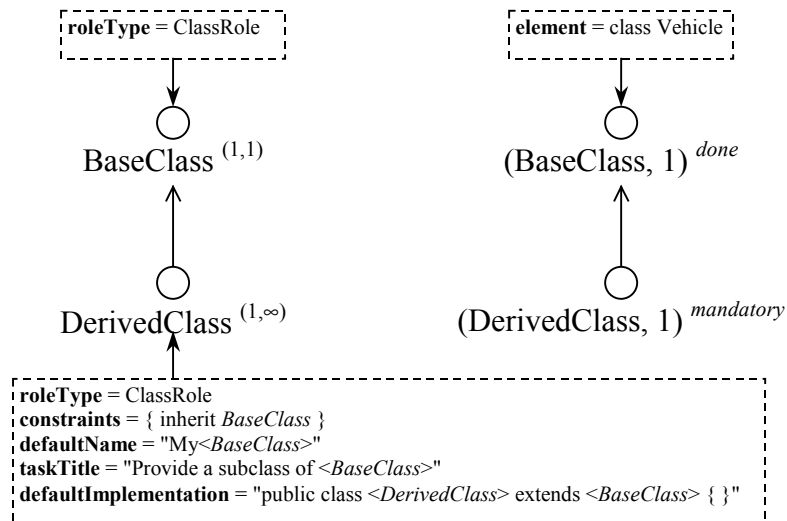 roleType = ClassRole
element = class Vehicle
BaseClass (1,1)
(BaseClass, 1) done
DerivedClass (1,∞)
(DerivedClass, 1) mandatory
roleType = ClassRole
constraints = { inherit BaseClass }
defaultName = "My<BaseClass>"
taskTitle = "Provide a subclass of <BaseClass>"
defaultImplementation = "public class <DerivedClass> extends <BaseClass> { }"